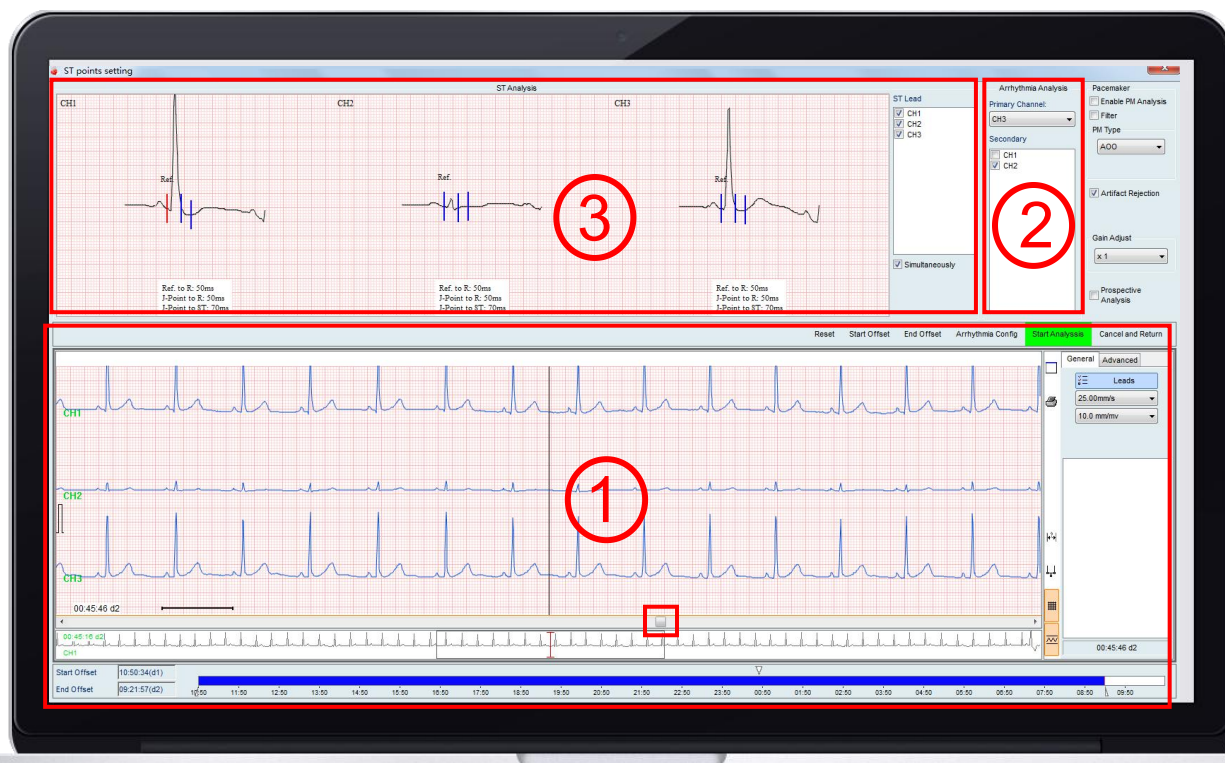 ST points setting
ST Analysis
CH1
CH2
CH3
Ref.
Ref.
Ref.
Ref. to R: 50ms
J-Point to R: 50ms
J-Point to ST: 70ms
Ref. to R: 50ms
J-Point to R: 50ms
J-Point to ST: 70ms
Ref. to R: 50ms
J-Point to R: 50ms
J-Point to ST: 70ms
3
ST Lead
CH1
CH2
CH3
Simultaneously
Arrhythmia Analysis
Primary Channel:
CH3
Secondary
CH1
CH2
2
Pacemaker
Enable PM Analysis
Filter
PM Type
AOO
Artifact Rejection
Gain Adjust
x 1
Prospective
Analysis
Reset Start Offset End Offset Arrhythmia Config Start Analyssis Cancel and Return
CH1
CH2
CH3
1
00:45:46 d2
General Advanced
Leads
25.00mm/s
10.0 mm/mv
00:45:46 d2
00:45:16 d2
CH1
Start Offset 10:50:34(d1)
End Offset 09:21:57(d2)
10:50 11:50 12:50 13:50 14:50 15:50 16:50 17:50 18:50 19:50 20:50 21:50 22:50 23:50 00:50 01:50 02:50 03:50 04:50 05:50 06:50 07:50 08:50 09:50